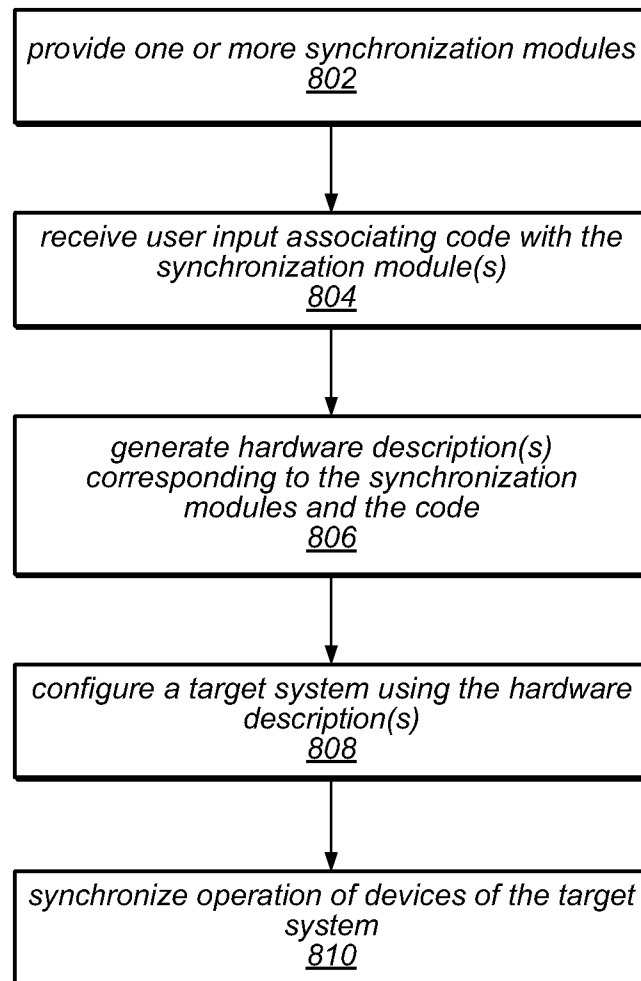 provide one or more synchronization modules
802
receive user input associating code with the
synchronization module(s)
804
generate hardware description(s)
corresponding to the synchronization
modules and the code
806
configure a target system using the hardware
description(s)
808
synchronize operation of devices of the target
system
810